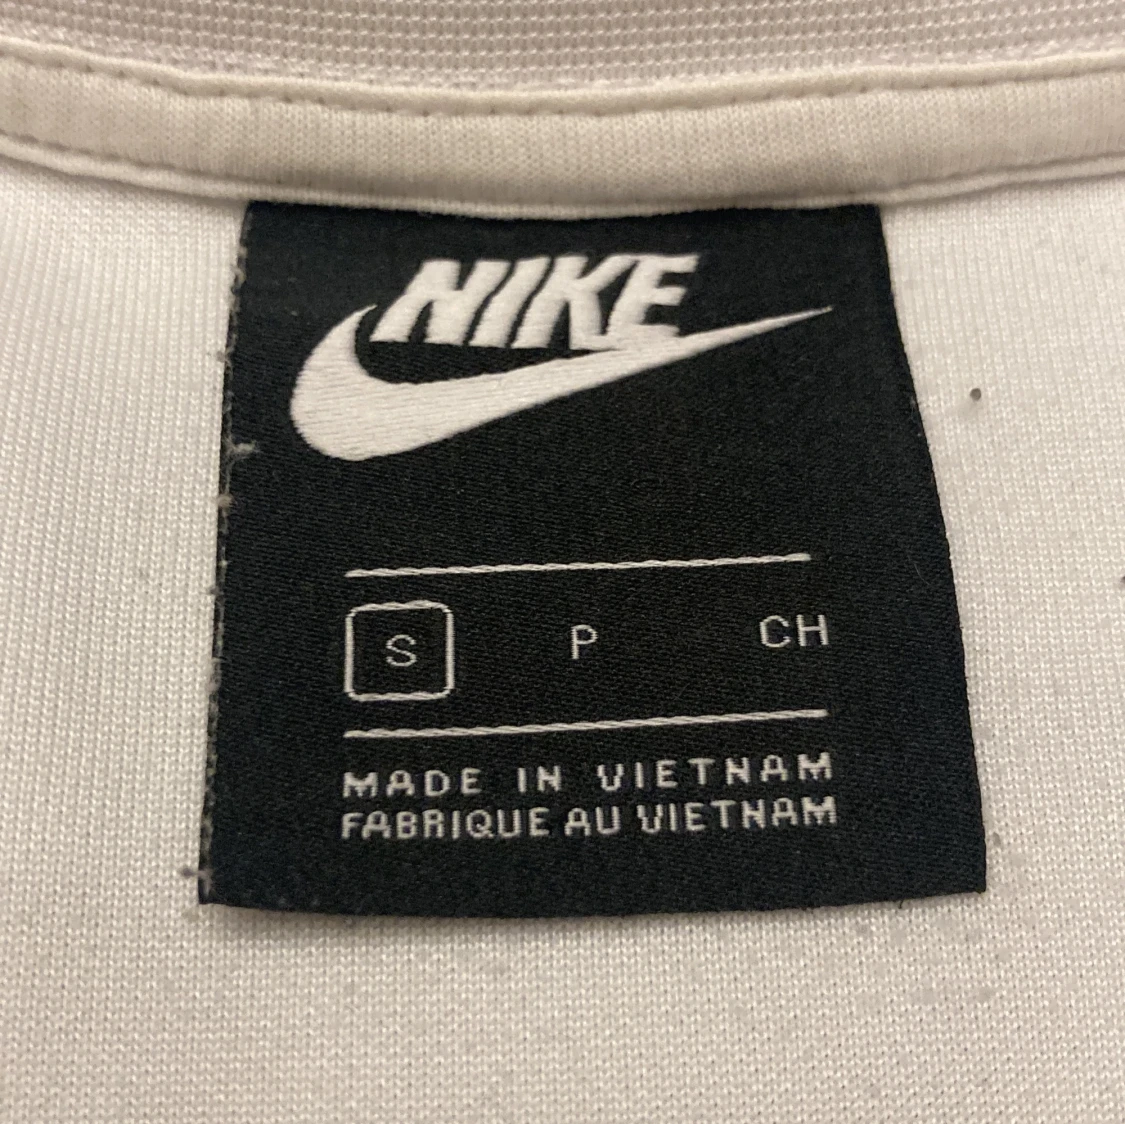 NIKE
S P CH
MADE IN VIETNAM
FABRIQUE AU VIETNAM